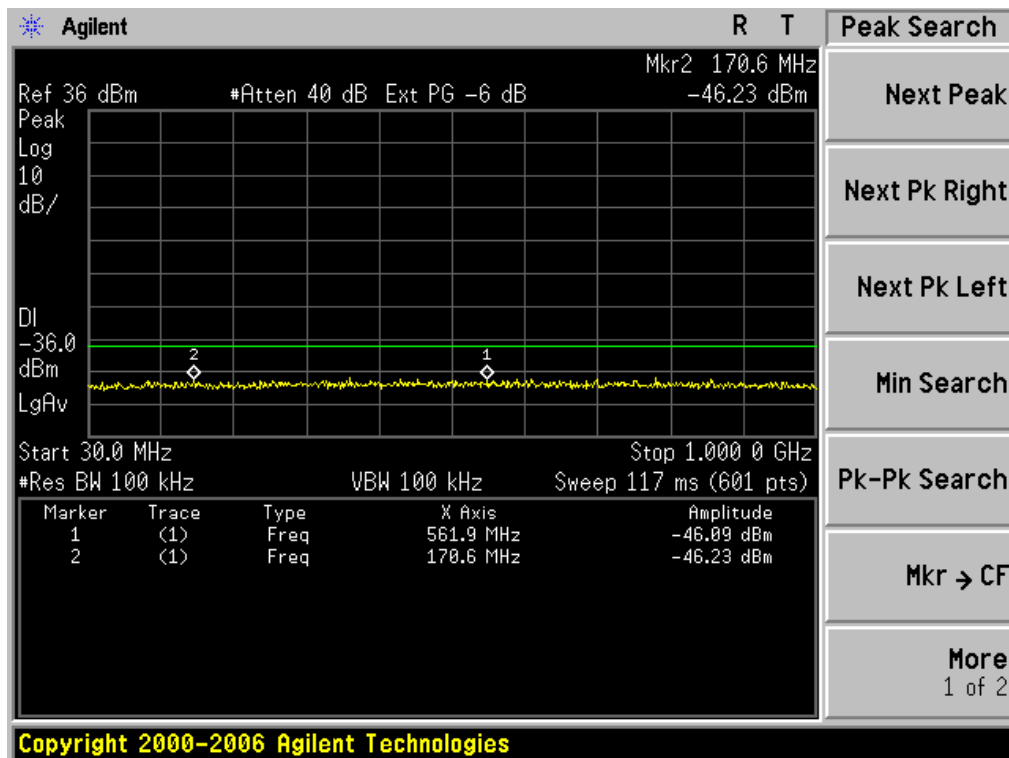 Agilent R T
Peak Search
Mkr2 170.6 MHz
Ref 36 dBm #Atten 40 dB Ext PG -6 dB -46.23 dBm
Peak
Log
10
dB/
DI
-36.0
dBm
LgAv
2
1
Start 30.0 MHz Stop 1.000 0 GHz
#Res BW 100 kHz VBW 100 kHz Sweep 117 ms (601 pts)
Marker Trace Type X Axis Amplitude
1 (1) Freq 561.9 MHz -46.09 dBm
2 (1) Freq 170.6 MHz -46.23 dBm
Next Peak
Next Pk Right
Next Pk Left
Min Search
Pk-Pk Search
Mkr → CF
More
1 of 2
Copyright 2000-2006 Agilent Technologies